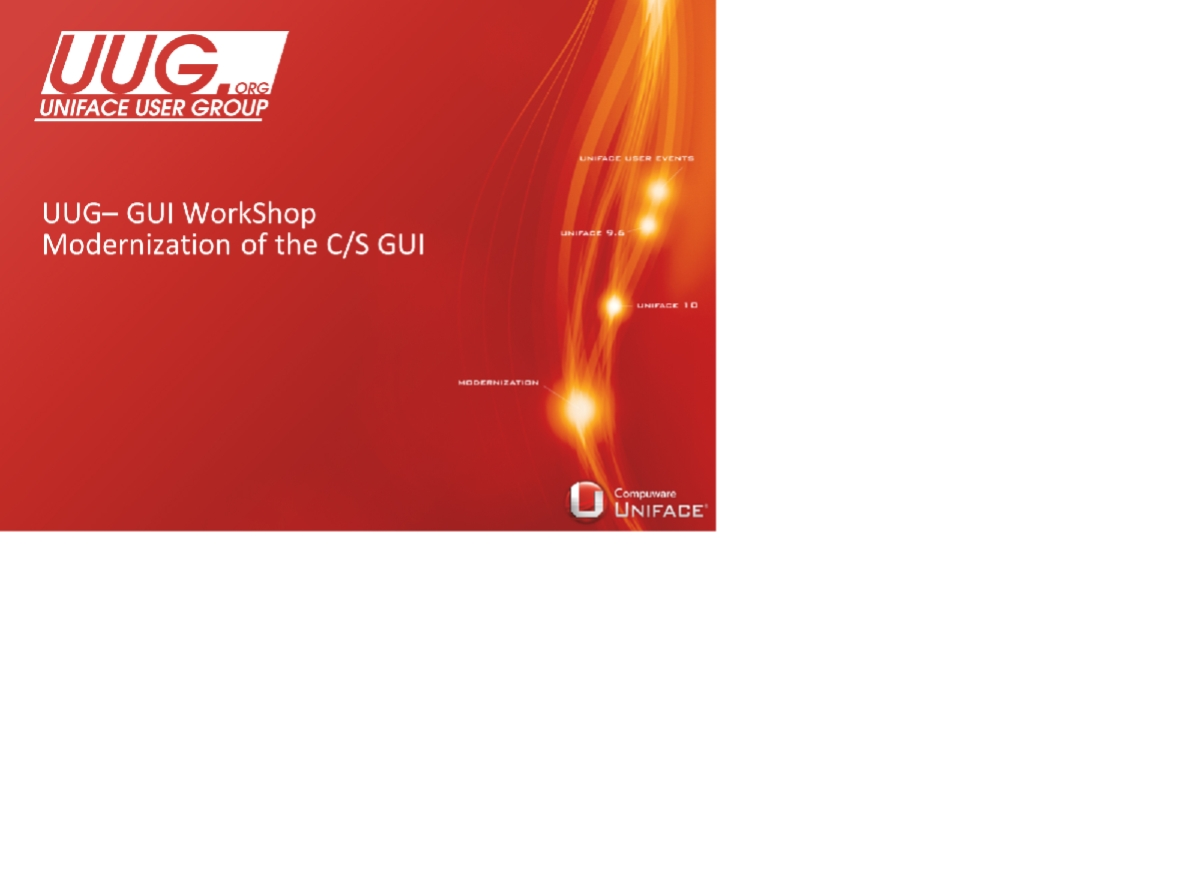 UUG.ORG
UNIFACE USER GROUP
UNIFACE USER EVENTS
UUG– GUI WorkShop
Modernization of the C/S GUI
UNIFACE 9.6
UNIFACE 10
MODERNIZATION
Compuware
UNIFACE®